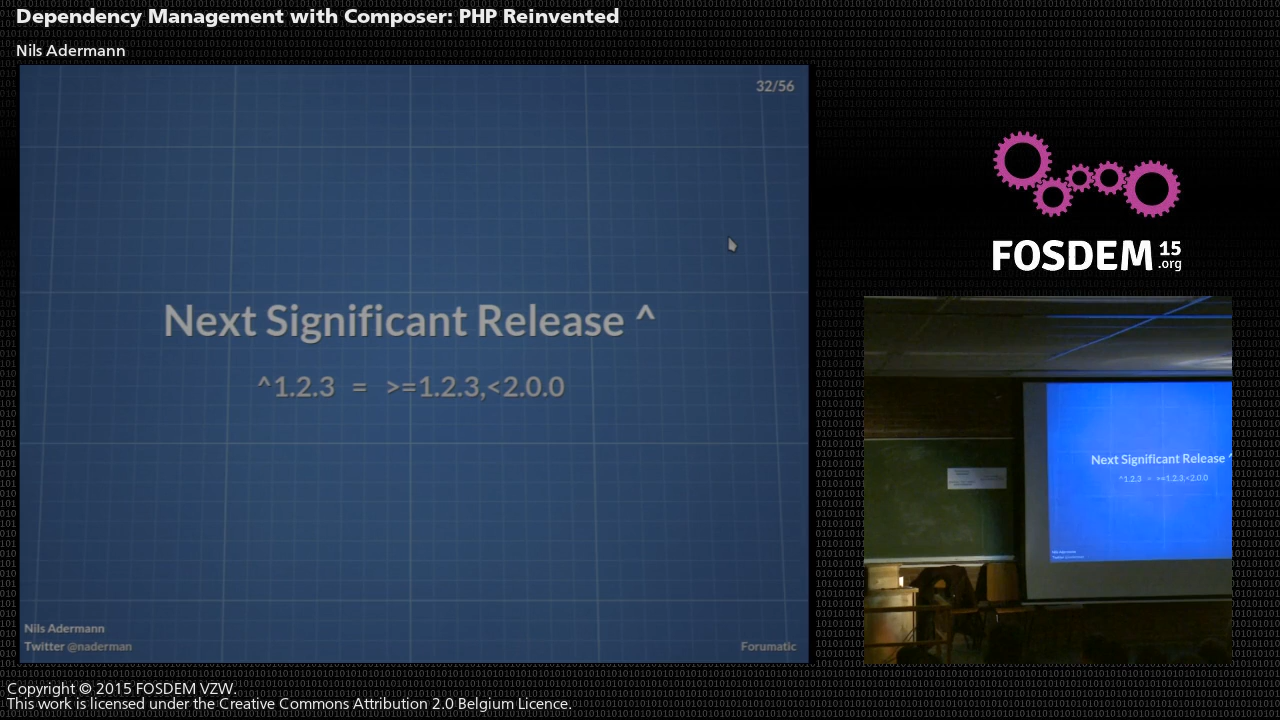 Dependency Management with Composer: PHP Reinvented
Nils Adermann
32/56
Next Significant Release ^
^1.2.3 = >=1.2.3,<2.0.0
Nils Adermann
Twitter @naderman
Forumatic
FOSDEM 15
.org
Next Significant Release ^
^1.2.3 = >=1.2.3,<2.0.0
Copyright © 2015 FOSDEM VZW.
This work is licensed under the Creative Commons Attribution 2.0 Belgium Licence.